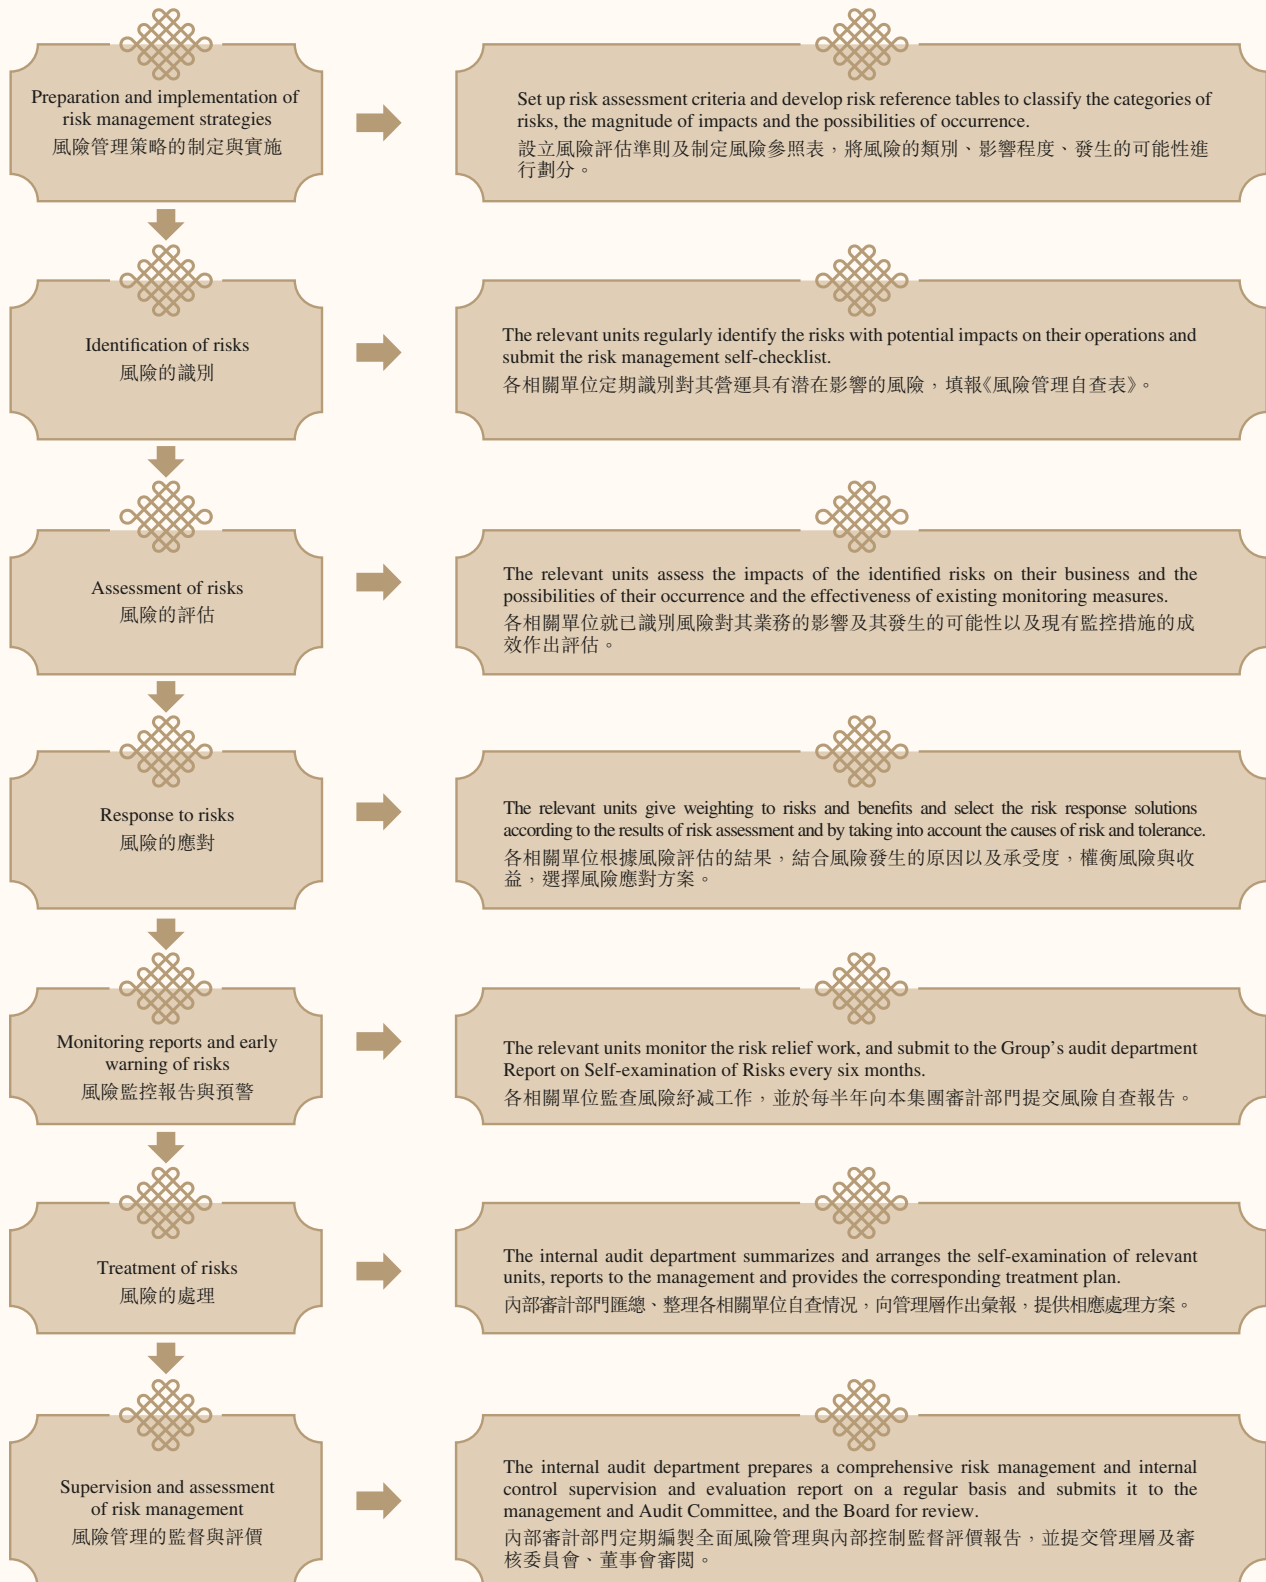 Preparation and implementation of
risk management strategies
風險管理策略的制定與實施
Set up risk assessment criteria and develop risk reference tables to classify the categories of
risks, the magnitude of impacts and the possibilities of occurrence.
設立風險評估準則及制定風險參照表，將風險的類別、影響程度、發生的可能性進
行劃分。
Identification of risks
風險的識別
The relevant units regularly identify the risks with potential impacts on their operations and
submit the risk management self-checklist.
各相關單位定期識別對其營運具有潛在影響的風險，填報《風險管理自查表》。
Assessment of risks
風險的評估
The relevant units assess the impacts of the identified risks on their business and the
possibilities of their occurrence and the effectiveness of existing monitoring measures.
各相關單位就已識別風險對其業務的影響及其發生的可能性以及現有監控措施的成
效作出評估。
Response to risks
風險的應對
The relevant units give weighting to risks and benefits and select the risk response solutions
according to the results of risk assessment and by taking into account the causes of risk and tolerance.
各相關單位根據風險評估的結果，結合風險發生的原因以及承受度，權衡風險與收
益，選擇風險應對方案。
Monitoring reports and early
warning of risks
風險監控報告與預警
The relevant units monitor the risk relief work, and submit to the Group's audit department
Report on Self-examination of Risks every six months.
各相關單位監查風險紓減工作，並於每半年向本集團審計部門提交風險自查報告。
Treatment of risks
風險的處理
The internal audit department summarizes and arranges the self-examination of relevant
units, reports to the management and provides the corresponding treatment plan.
內部審計部門匯總、整理各相關單位自查情況，向管理層作出彙報，提供相應處理方案。
Supervision and assessment
of risk management
風險管理的監督與評價
The internal audit department prepares a comprehensive risk management and internal
control supervision and evaluation report on a regular basis and submits it to the
management and Audit Committee, and the Board for review.
內部審計部門定期編製全面風險管理與內部控制監督評價報告，並提交管理層及審
核委員會、董事會審閱。